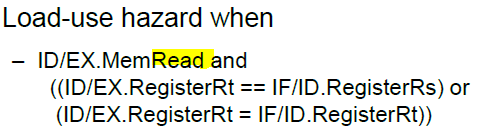 Load-use hazard when
– ID/EX.MemRead and
((ID/EX.RegisterRt == IF/ID.RegisterRs) or
(ID/EX.RegisterRt = IF/ID.RegisterRt))